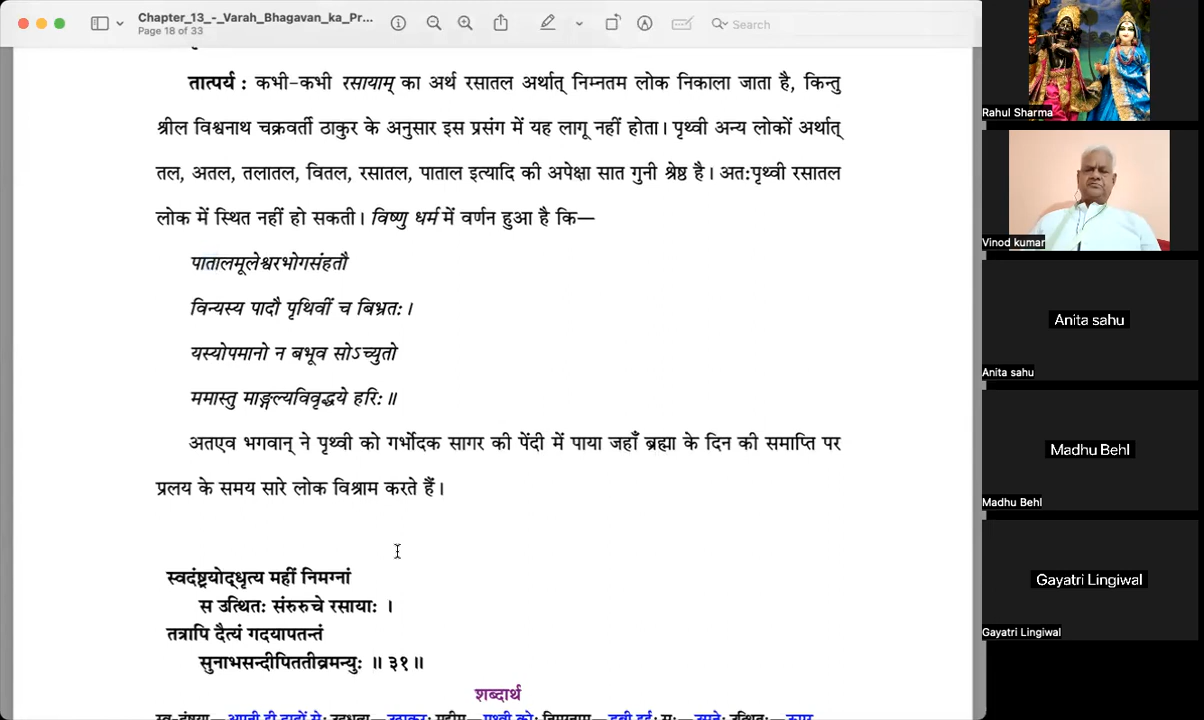 Chapter_13_-_Varah_Bhagavan_ka_Pr...
Page 18 of 33
Search
तात्पर्य : कभी-कभी रसायाम् का अर्थ रसातल अर्थात् निम्नतम लोक निकाला जाता है, किन्तु
श्रील विश्वनाथ चक्रवर्ती ठाकुर के अनुसार इस प्रसंग में यह लागू नहीं होता। पृथ्वी अन्य लोकों अर्थात्
तल, अतल, तलातल, वितल, रसातल, पाताल इत्यादि की अपेक्षा सात गुनी श्रेष्ठ है। अत:पृथ्वी रसातल
लोक में स्थित नहीं हो सकती। विष्णु धर्म में वर्णन हुआ है कि—
पातालमूलेश्वरभोगसंहतौ
विन्यस्य पादौ पृथिवीं च बिभ्रत:।
यस्योपमानो न बभूव सोऽच्युतो
ममास्तु माङ्गल्यविवृद्धये हरि:॥
अतएव भगवान् ने पृथ्वी को गर्भोदक सागर की पेंदी में पाया जहाँ ब्रह्मा के दिन की समाप्ति पर
प्रलय के समय सारे लोक विश्राम करते हैं।
स्वदंष्ट्रयोद्धृत्य महीं निमग्नां
स उत्थितः संरुरुचे रसायाः ।
तत्रापि दैत्यं गदयापतन्तं
सुनाभसन्दीपिततीव्रमन्युः ॥ ३१॥
शब्दार्थ
Rahul Sharma
Vinod kumar
Anita sahu
Anita sahu
Madhu Behl
Madhu Behl
Gayatri Lingiwal
Gayatri Lingiwal